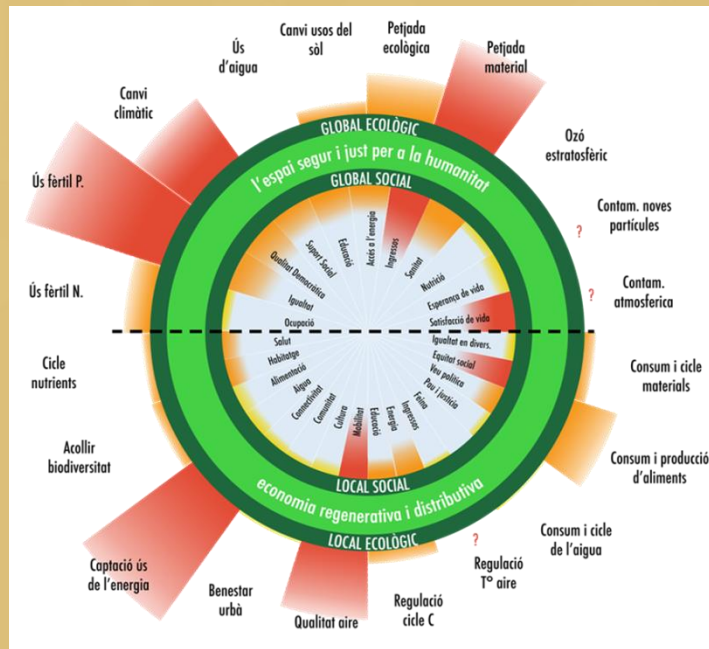 Canvi usos del
sòl
Petjada
ecològica
Petjada
material
Ús
d'aigua
Canvi
climàtic
Ozó
estratosfèric
Ús fèrtil P.
Contam. noves
partícules
?
Ús fèrtil N.
Contam.
atmosferica
?
GLOBAL ECOLÒGIC
l'espai segur i just per a la humanitat
GLOBAL SOCIAL
Ocupació
Igualtat
Qualitat Democràtica
Suport Social
Educació
Accés a l'energia
Ingressos
Sanitat
Nutrició
Esperança de vida
Satisfacció de vida
Igualtat en divers.
Equitat social
Veu política
Pau i justícia
Feina
Ingressos
Energia
Educació
Mobilitat
Cultura
Comunitat
Connectivitat
Aigua
Alimentació
Habitatge
Salut
LOCAL SOCIAL
economia regenerativa i distributiva
LOCAL ECOLÒGIC
Cicle
nutrients
Consum i cicle
materials
Acollir
biodiversitat
Consum i producció
d'aliments
Captació ús
de l'energia
Consum i cicle
de l'aigua
Benestar
urbà
Qualitat aire
Regulació
cicle C
?
Regulació
Tº aire